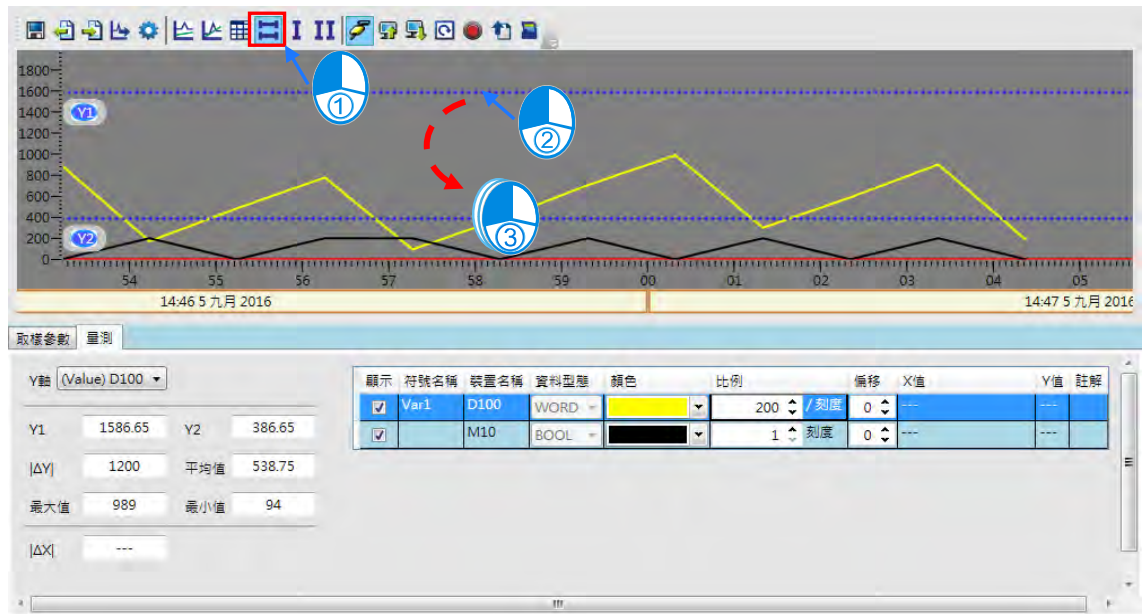 1800
1600
1400
1200
1000
800
600
400
200
0
Y1
Y2
①
②
③
54 55 56 57 58 59 00 01 02 03 04 05
14:46 5 九月 2016 14:47 5 九月 2016
取樣參數 量測
Y軸 (Value) D100
Y1 1586.65 Y2 386.65
|ΔY| 1200 平均值 538.75
最大值 989 最小值 94
|ΔX| ---
顯示 符號名稱 裝置名稱 資料型態 顏色 比例 偏移 X值 Y值 註解
Var1 D100 WORD 200 /刻度 0 --- ---
M10 BOOL 1 刻度 0 --- ---